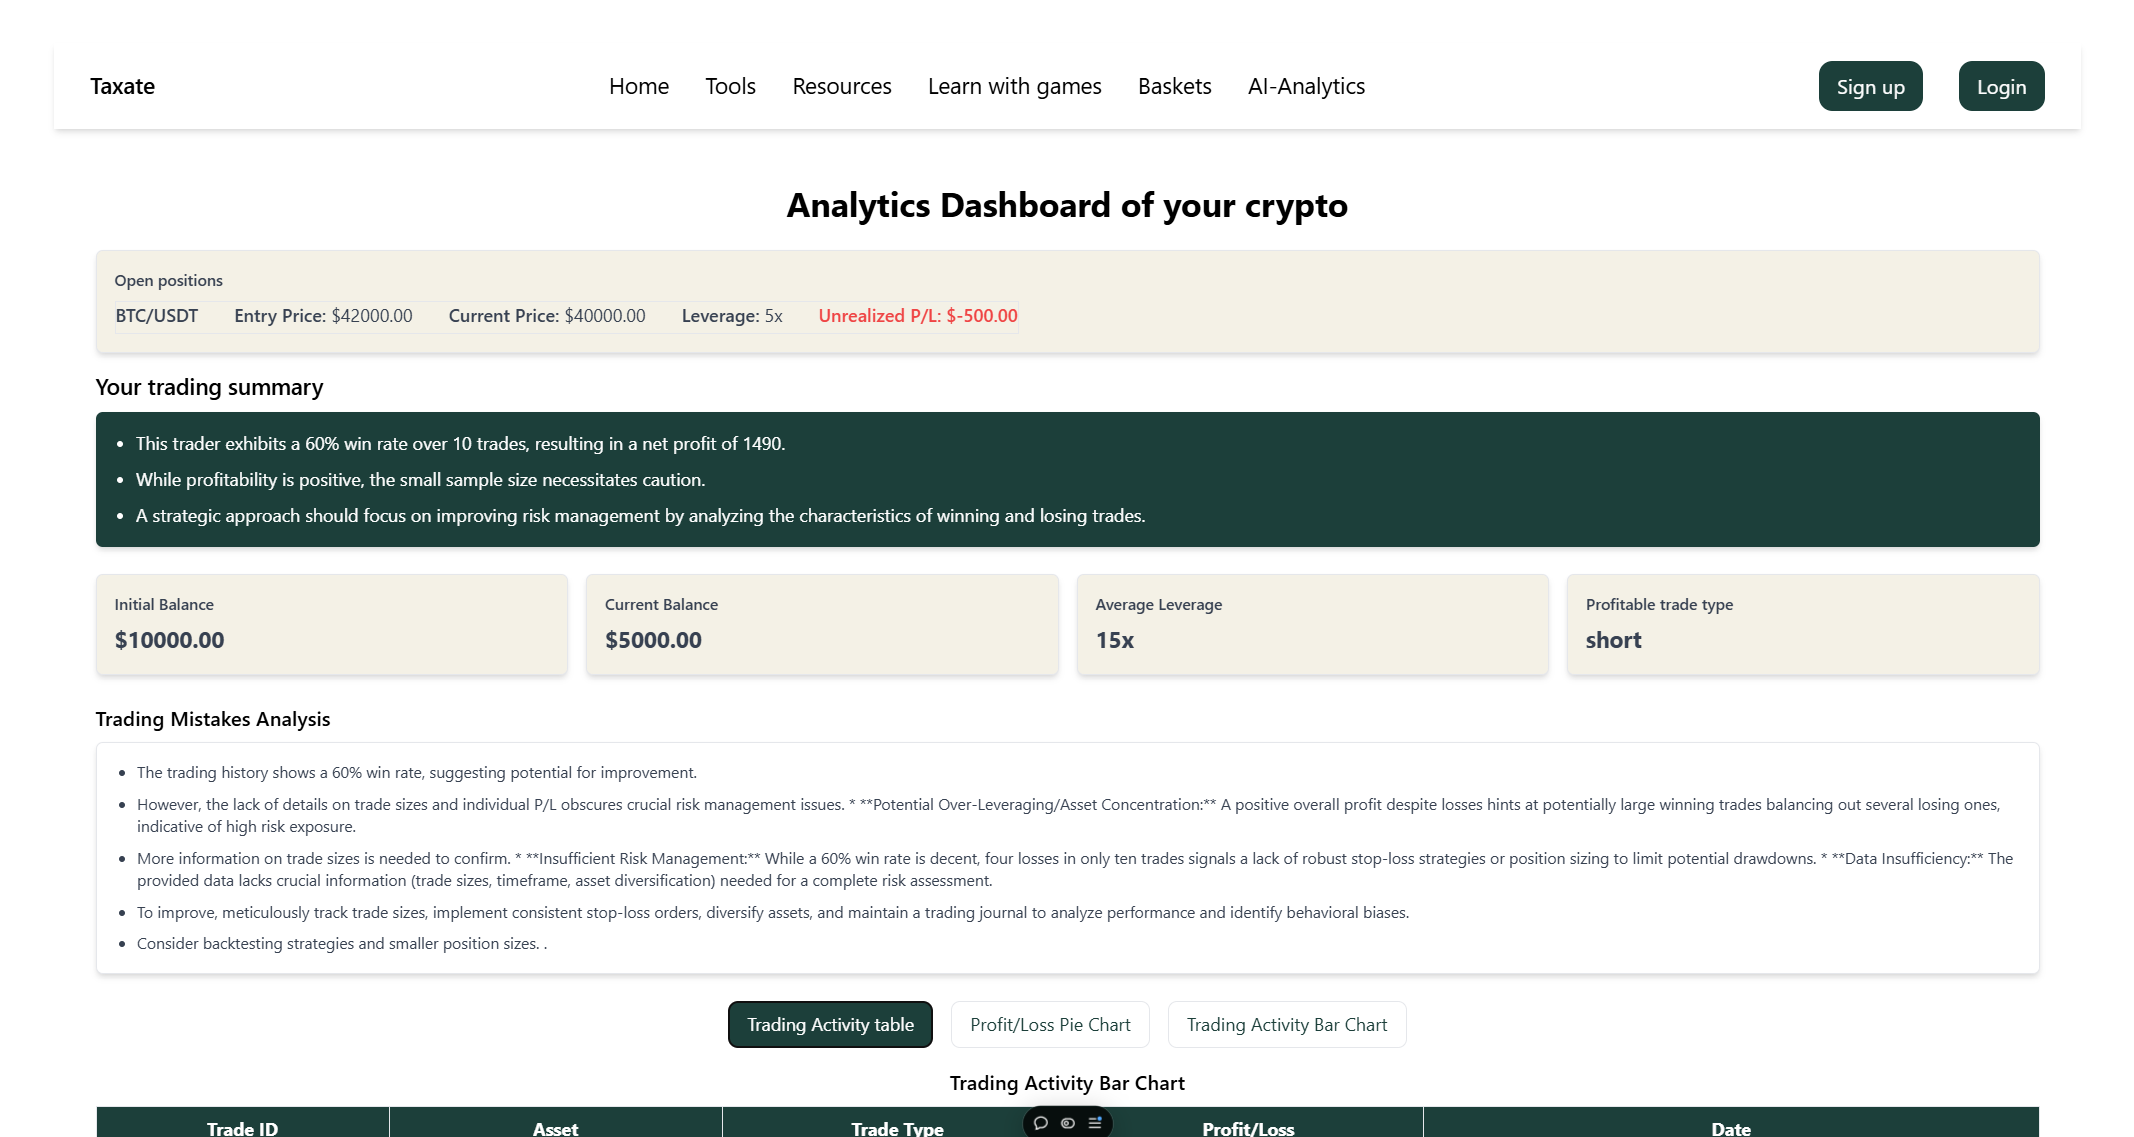 Taxate
Home Tools Resources Learn with games Baskets AI-Analytics
Sign up Login
Analytics Dashboard of your crypto
Open positions
BTC/USDT Entry Price: $42000.00 Current Price: $40000.00 Leverage: 5x Unrealized P/L: $-500.00
Your trading summary
• This trader exhibits a 60% win rate over 10 trades, resulting in a net profit of 1490.
• While profitability is positive, the small sample size necessitates caution.
• A strategic approach should focus on improving risk management by analyzing the characteristics of winning and losing trades.
Initial Balance
$10000.00
Current Balance
$5000.00
Average Leverage
15x
Profitable trade type
short
Trading Mistakes Analysis
• The trading history shows a 60% win rate, suggesting potential for improvement.
• However, the lack of details on trade sizes and individual P/L obscures crucial risk management issues. * **Potential Over-Leveraging/Asset Concentration:** A positive overall profit despite losses hints at potentially large winning trades balancing out several losing ones,
indicative of high risk exposure.
• More information on trade sizes is needed to confirm. * **Insufficient Risk Management:** While a 60% win rate is decent, four losses in only ten trades signals a lack of robust stop-loss strategies or position sizing to limit potential drawdowns. * **Data Insufficiency:** The
provided data lacks crucial information (trade sizes, timeframe, asset diversification) needed for a complete risk assessment.
• To improve, meticulously track trade sizes, implement consistent stop-loss orders, diversify assets, and maintain a trading journal to analyze performance and identify behavioral biases.
• Consider backtesting strategies and smaller position sizes. .
Trading Activity table Profit/Loss Pie Chart Trading Activity Bar Chart
Trading Activity Bar Chart
Trade ID Asset Trade Type Profit/Loss Date